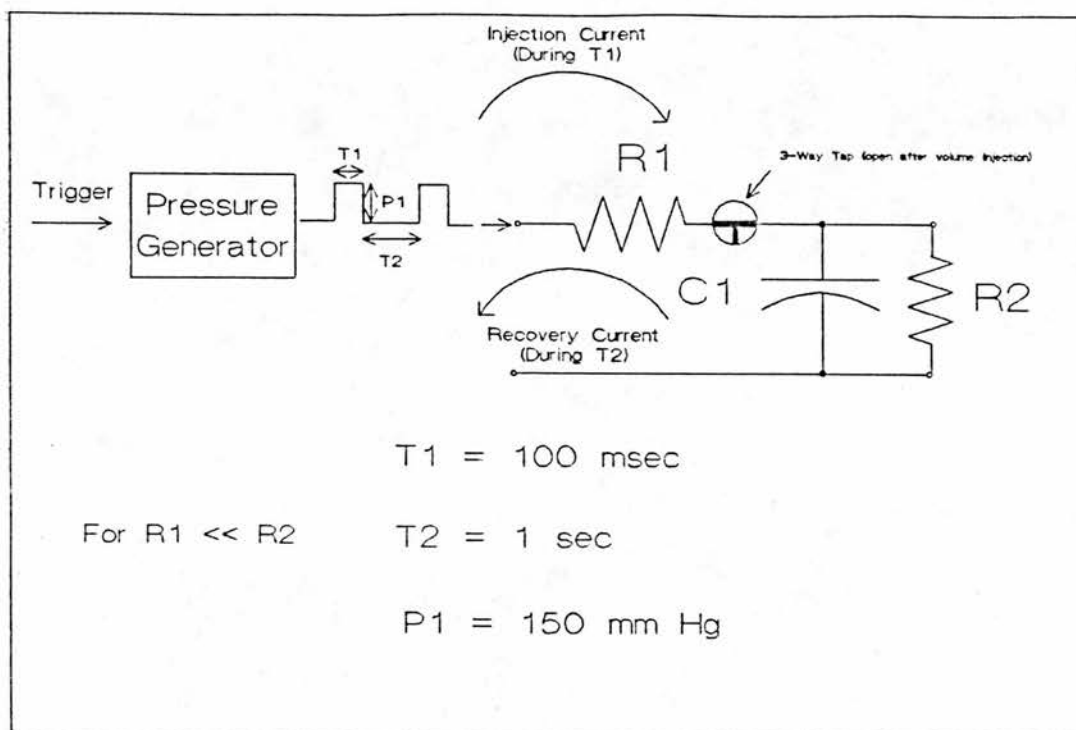 Injection Current
(During T1)
3-Way Tap (open after volume injection)
R1
T1
P1
T2
Trigger
Pressure
Generator
C1
R2
Recovery Current
(During T2)
T1 = 100 msec
For R1 << R2
T2 = 1 sec
P1 = 150 mm Hg